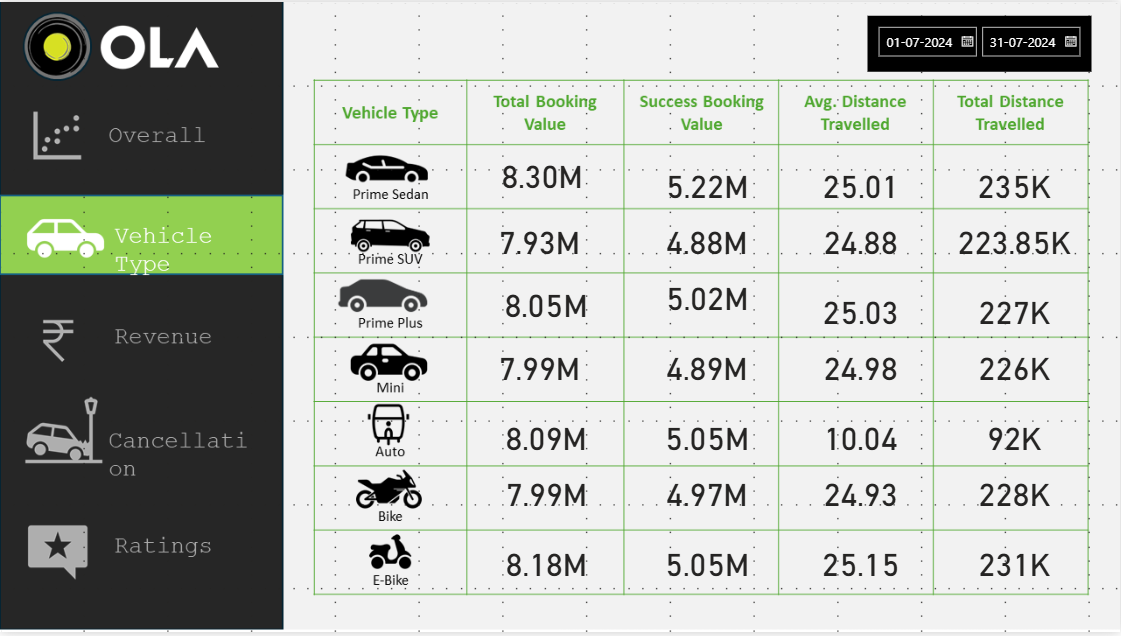 OLA
01-07-2024 31-07-2024
Overall
Vehicle
Type
Revenue
Cancellati
on
Ratings
Vehicle Type
Total Booking
Value
Success Booking
Value
Avg. Distance
Travelled
Total Distance
Travelled
Prime Sedan 8.30M 5.22M 25.01 235K
Prime SUV 7.93M 4.88M 24.88 223.85K
Prime Plus 8.05M 5.02M 25.03 227K
Mini 7.99M 4.89M 24.98 226K
Auto 8.09M 5.05M 10.04 92K
Bike 7.99M 4.97M 24.93 228K
E-Bike 8.18M 5.05M 25.15 231K